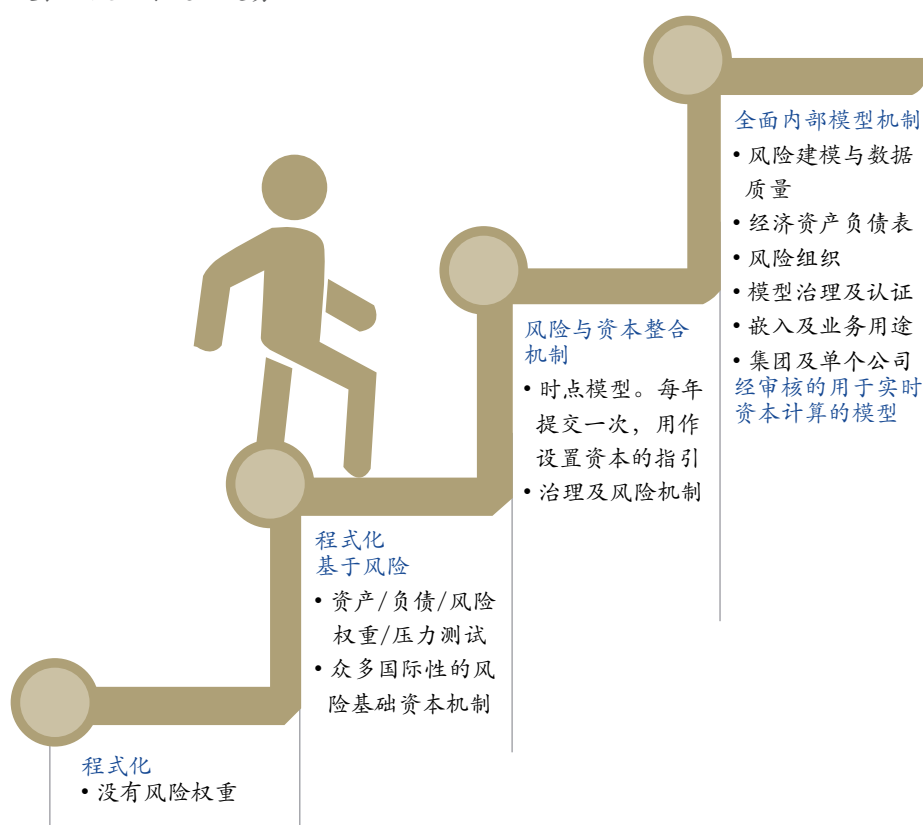 全面内部模型机制
• 风险建模与数据
质量
• 经济资产负债表
• 风险组织
• 模型治理及认证
• 嵌入及业务用途
• 集团及单个公司
经审核的用于实时
资本计算的模型
风险与资本整合
机制
• 时点模型。每年
提交一次，用作
设置资本的指引
• 治理及风险机制
程式化
基于风险
• 资产/负债/风险
权重/压力测试
• 众多国际性的风
险基础资本机制
程式化
• 没有风险权重